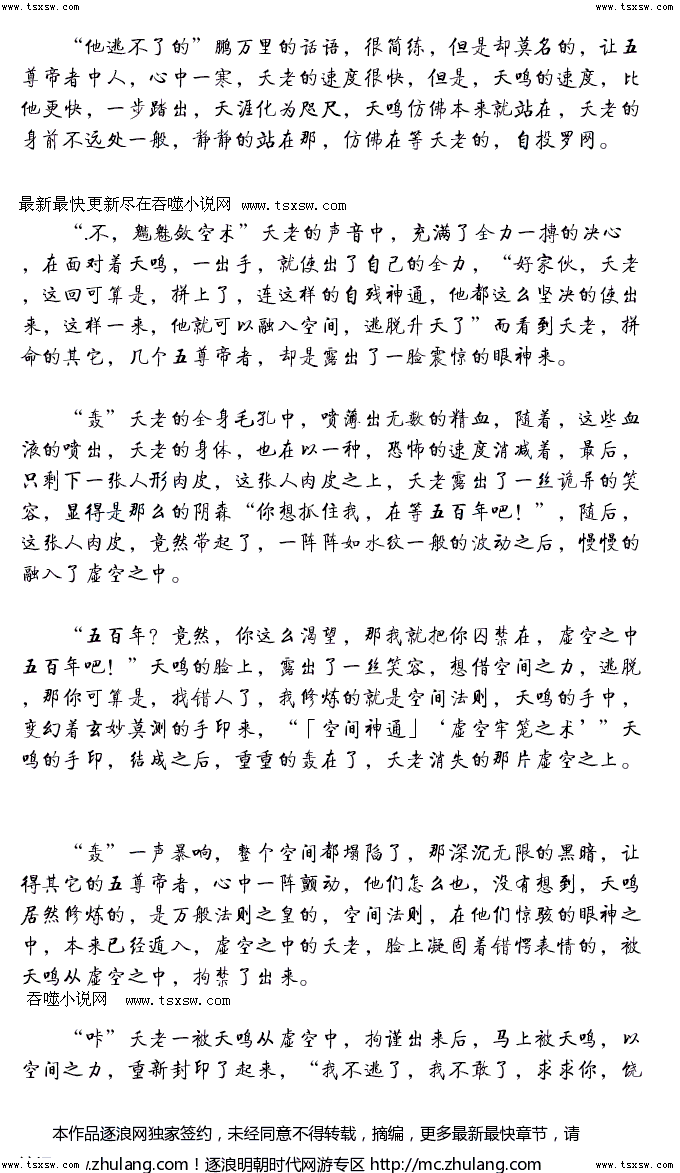 www.tsxsw.com www.tsxsw.com
“他逃不了的”鹏万里的话语，很简练，但是却莫名的，让五
尊帝者中人，心中一寒，天老的速度很快，但是，天鸣的速度，比
他更快，一步踏出，天涯化为咫尺，天鸣仿佛本来就站在，天老的
身前不远处一般，静静的站在那，仿佛在等天老的，自投罗网。
最新最快更新尽在吞噬小说网 www.tsxsw.com
“.不，魑魅敛空术”天老的声音中，充满了全力一搏的决心
，在面对着天鸣，一出手，就使出了自己的全力，“好家伙，天老
，这回可算是，拼上了，连这样的自残神通，他都这么坚决的使出
来，这样一来，他就可以融入空间，逃脱升天了”而看到天老，拼
命的其它，几个五尊帝者，却是露出了一脸震惊的眼神来。
“轰”天老的全身毛孔中，喷薄出无数的精血，随着，这些血
液的喷出，天老的身体，也在以一种，恐怖的速度消减着，最后，
只剩下一张人形肉皮，这张人肉皮之上，天老露出了一丝诡异的笑
容，显得是那么的阴森“你想抓住我，在等五百年吧！”，随后，
这张人肉皮，竟然带起了，一阵阵如水纹一般的波动之后，慢慢的
融入了虚空之中。
“五百年？竟然，你这么渴望，那我就把你囚禁在，虚空之中
五百年吧！”天鸣的脸上，露出了一丝笑容，想借空间之力，逃脱
，那你可算是，找错人了，我修炼的就是空间法则，天鸣的手中，
变幻着玄妙莫测的手印来，“「空间神通」‘虚空牢笼之术’”天
鸣的手印，结成之后，重重的轰在了，天老消失的那片虚空之上。
“轰”一声暴响，整个空间都塌陷了，那深沉无限的黑暗，让
得其它的五尊帝者，心中一阵颤动，他们怎么也，没有想到，天鸣
居然修炼的，是万般法则之皇的，空间法则，在他们惊骇的眼神之
中，本来已经遁入，虚空之中的天老，脸上凝固着错愕表情的，被
天鸣从虚空之中，拘禁了出来。
吞噬小说网 www.tsxsw.com
“咔”天老一被天鸣从虚空中，拘谨出来后，马上被天鸣，以
空间之力，重新封印了起来，“我不逃了，我不敢了，求求你，饶
本作品逐浪网独家签约，未经同意不得转载，摘编，更多最新最快章节，请
www.tsxsw.com w.zhulang.com！逐浪明朝时代网游专区 http://mc.zhulang.com www.tsxsw.com